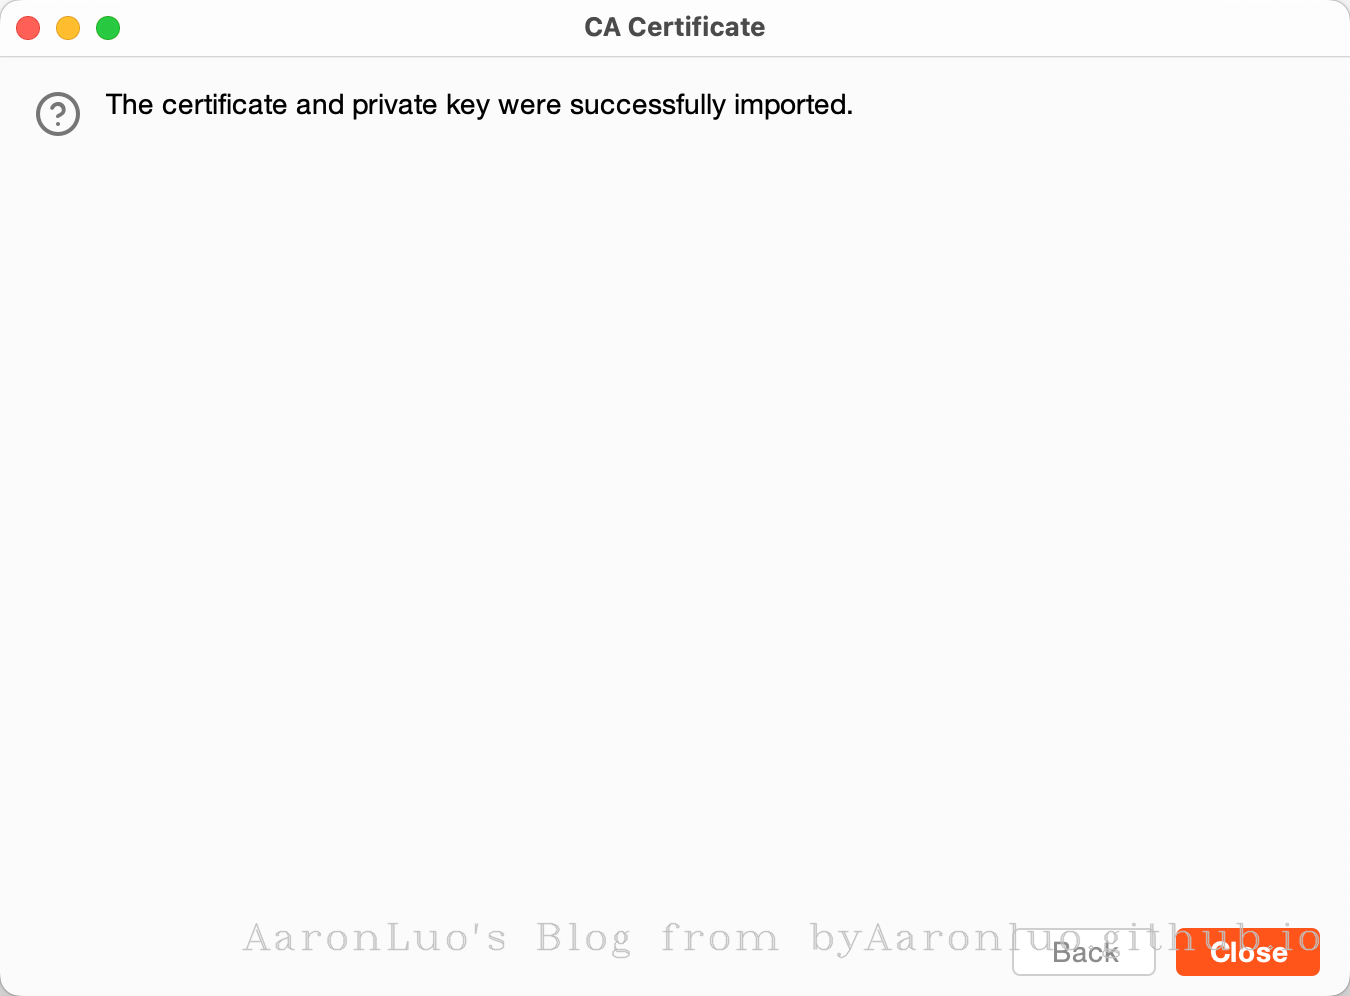 CA Certificate
The certificate and private key were successfully imported.
AaronLuo's Blog from byAaronluo.github.io
Back
Close